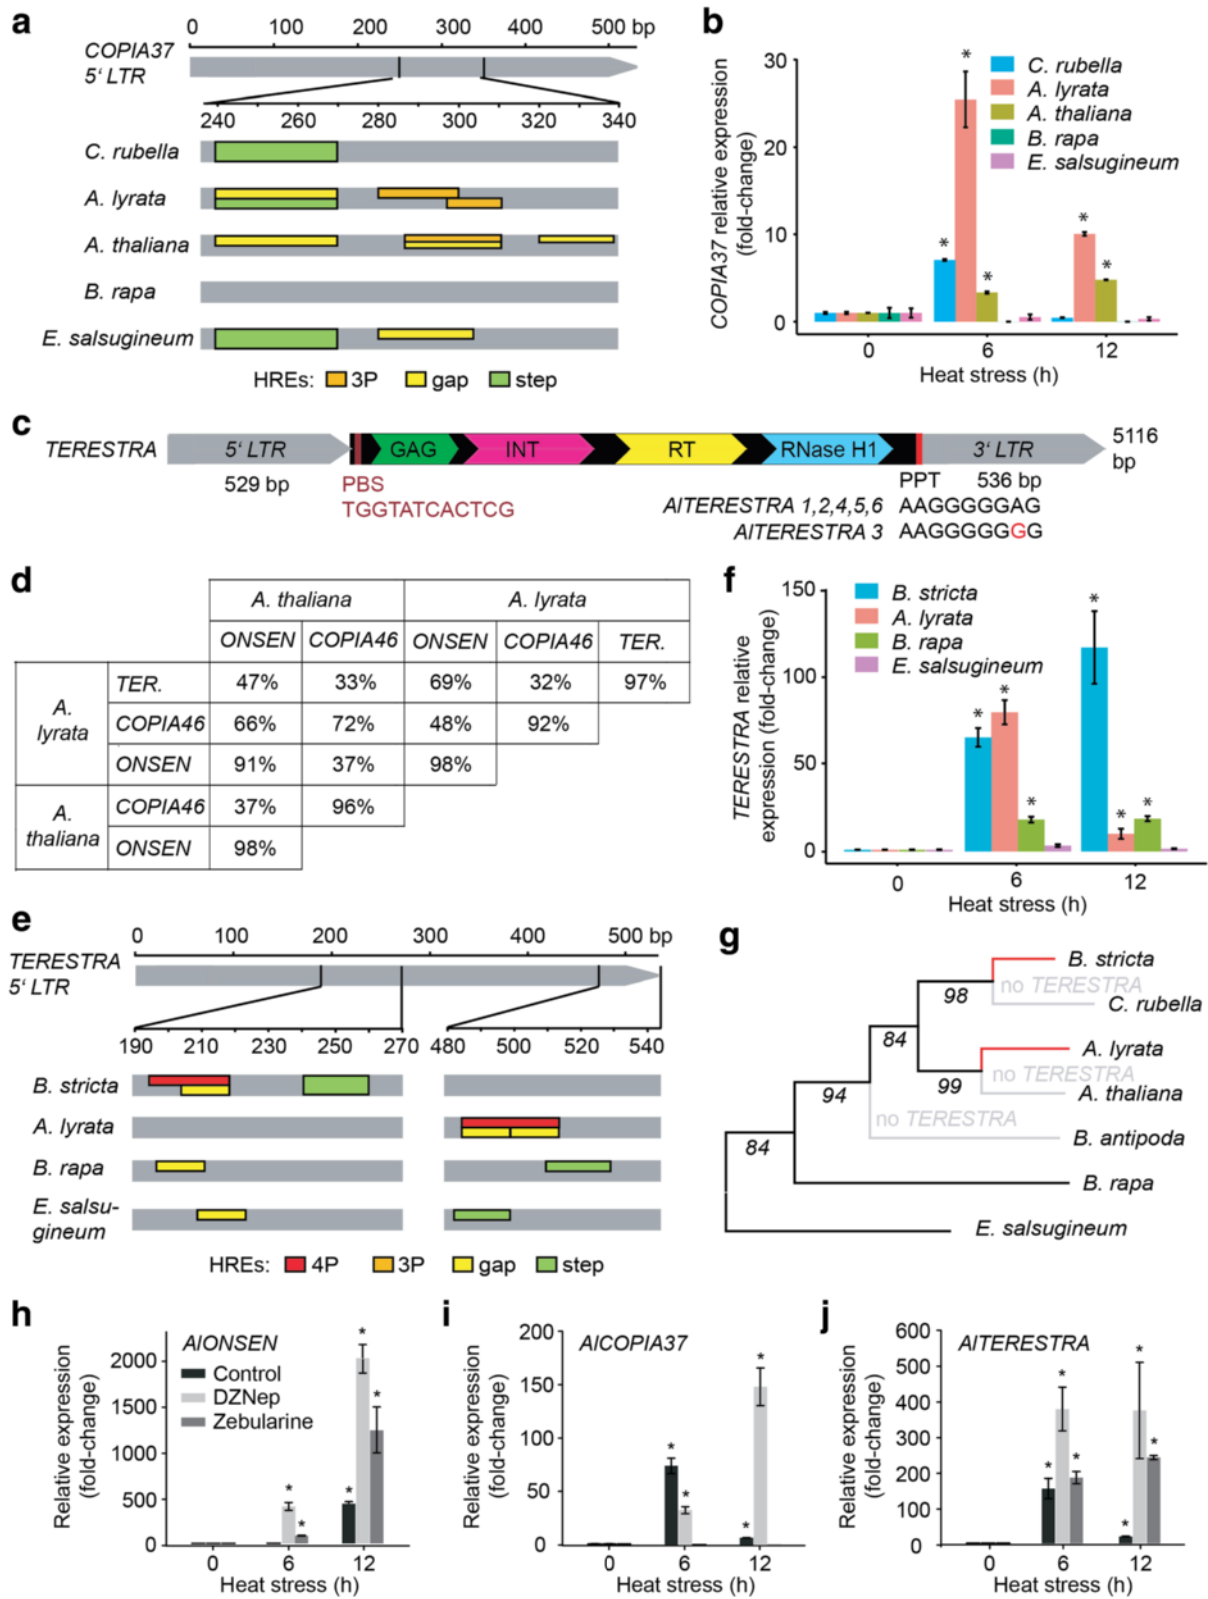 a
0 100 200 300 400 500 bp
COPIA37
5‘ LTR
240 260 280 300 320 340
C. rubella
A. lyrata
A. thaliana
B. rapa
E. salsugineum
HREs: 3P gap step
b
COPIA37 relative expression
(fold-change)
30
20
10
0
* * * * *
C. rubella
A. lyrata
A. thaliana
B. rapa
E. salsugineum
0 6 12
Heat stress (h)
c
TERESTRA 5‘ LTR GAG INT RT RNase H1 3‘ LTR 5116
bp
529 bp PBS PPT 536 bp
TGGTATCACTCG
AlTERESTRA 1,2,4,5,6 AAGGGGGAG
AlTERESTRA 3 AAGGGGGGG
d
A. thaliana A. lyrata
ONSEN COPIA46 ONSEN COPIA46 TER.
A.
lyrata
TER. 47% 33% 69% 32% 97%
COPIA46 66% 72% 48% 92%
ONSEN 91% 37% 98%
A.
thaliana
COPIA46 37% 96%
ONSEN 98%
f
TERESTRA relative
expression (fold-change)
150
100
50
0
B. stricta
A. lyrata
B. rapa
E. salsugineum
* * * * * *
0 6 12
Heat stress (h)
e
0 100 200 300 400 500 bp
TERESTRA
5‘ LTR
190 210 230 250 270 480 500 520 540
B. stricta
A. lyrata
B. rapa
E. salsu-
gineum
HREs: 4P 3P gap step
g
B. stricta
no TERESTRA
98
C. rubella
84
A. lyrata
no TERESTRA
99
A. thaliana
94
no TERESTRA
B. antipoda
84
B. rapa
E. salsugineum
h
AlONSEN
Relative expression
(fold-change)
2000
1500
1000
500
0
Control
DZNep
Zebularine
* * * * *
0 6 12
Heat stress (h)
i
AlCOPIA37
Relative expression
(fold-change)
200
150
100
50
0
* * * *
0 6 12
Heat stress (h)
j
AlTERESTRA
Relative expression
(fold-change)
600
500
400
300
200
100
0
* * * * * *
0 6 12
Heat stress (h)